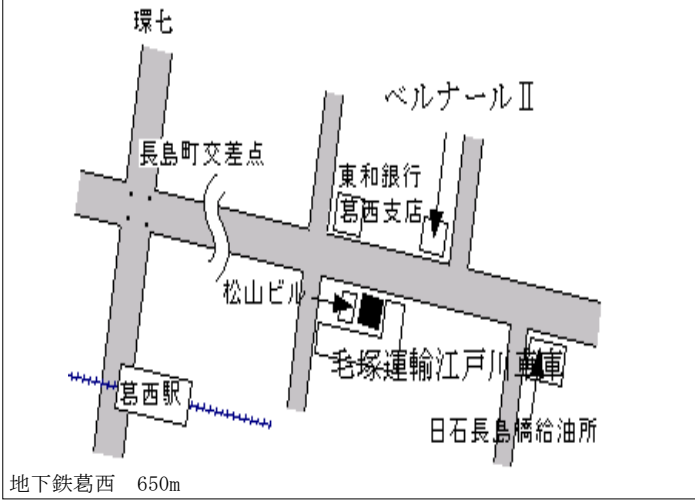 環七
ベルナールⅡ
長島町交差点
東和銀行
葛西支店
松山ビル
毛塚運輸江戸川車庫
葛西駅
日石長島橋給油所
地下鉄葛西 650m